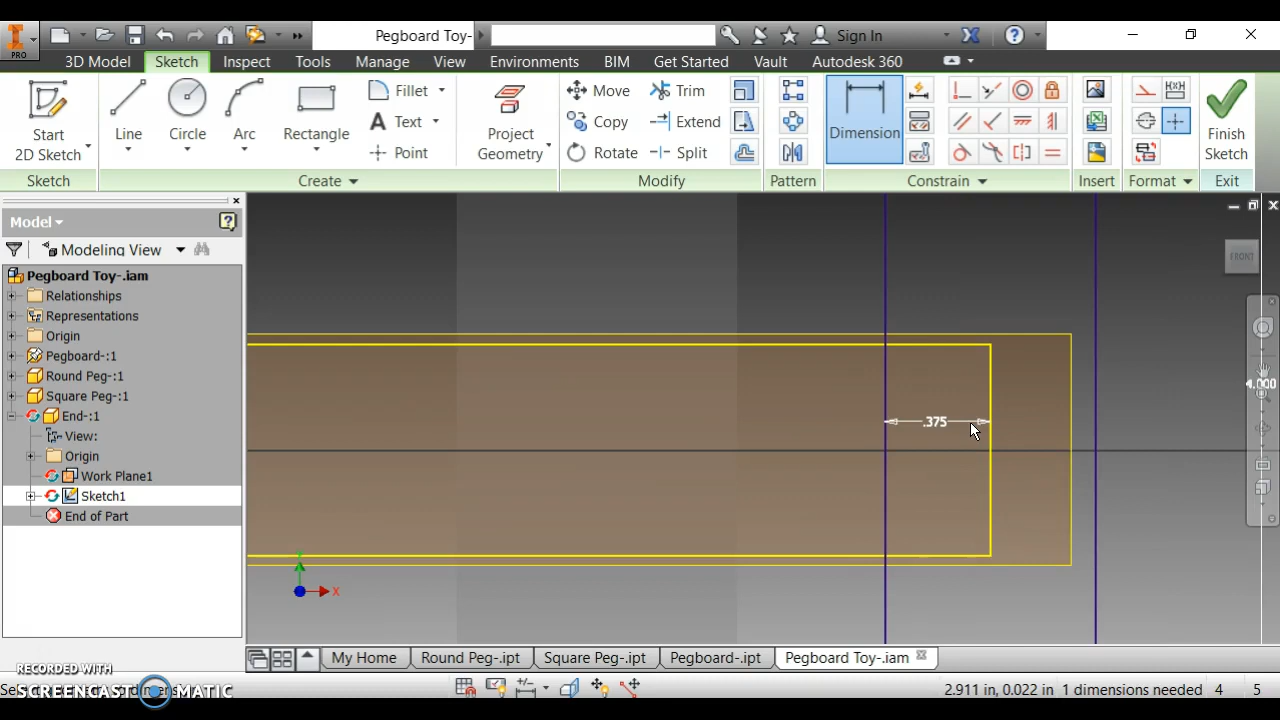 PRO
Pegboard Toy-
Sign In
3D Model Sketch Inspect Tools Manage View Environments BIM Get Started Vault Autodesk 360
Start
2D Sketch
Line
Circle
Arc
Rectangle
Fillet
Text
Point
Project
Geometry
Move
Copy
Rotate
Trim
Extend
Split
Dimension
Finish
Sketch
Sketch
Create
Modify
Pattern
Constrain
Insert
Format
Exit
Model
Modeling View
Pegboard Toy-.iam
Relationships
Representations
Origin
Pegboard-:1
Round Peg-:1
Square Peg-:1
End-:1
View:
Origin
Work Plane1
Sketch1
End of Part
FRONT
4.000
.375
X
My Home
Round Peg-.ipt
Square Peg-.ipt
Pegboard-.ipt
Pegboard Toy-.iam
RECORDED WITH
SCREENCAST MATIC
2.911 in, 0.022 in 1 dimensions needed 4 5